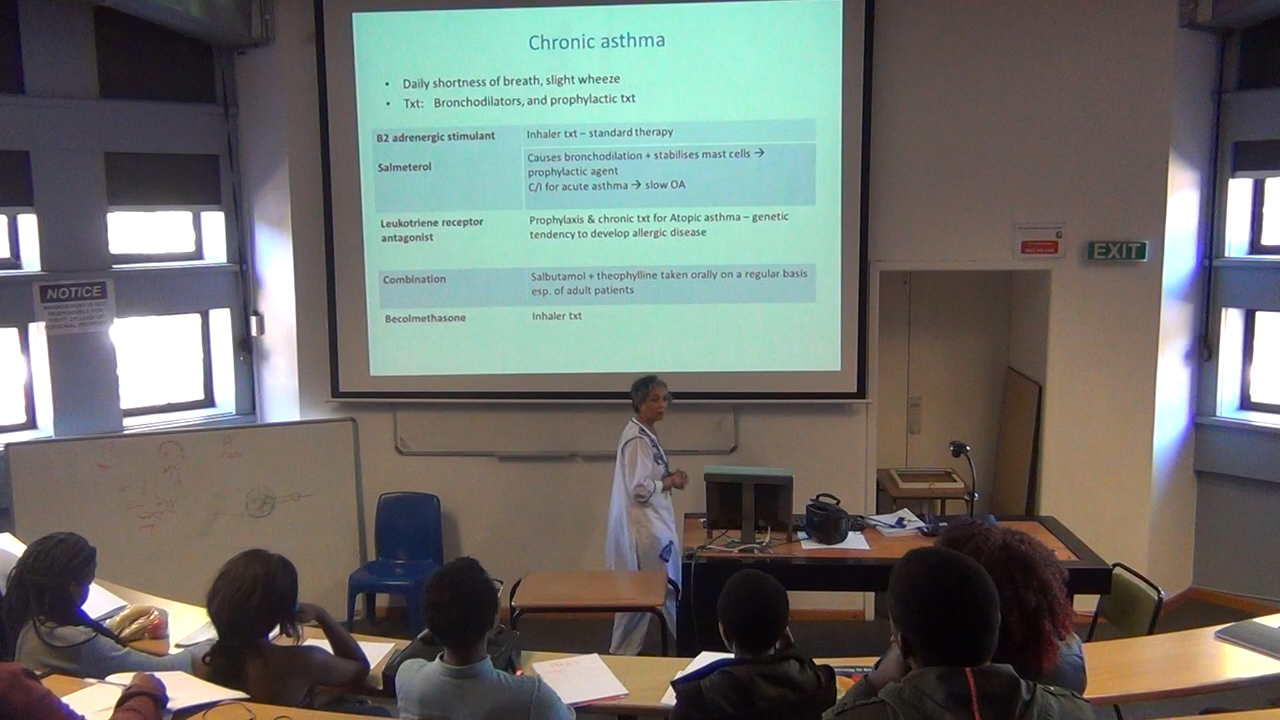 Chronic asthma
• Daily shortness of breath, slight wheeze
• Txt: Bronchodilators, and prophylactic txt
B2 adrenergic stimulant
Inhaler txt – standard therapy
Salmeterol
Causes bronchodilation + stabilises mast cells →
prophylactic agent
C/I for acute asthma → slow OA
Leukotriene receptor
antagonist
Prophylaxis & chronic txt for Atopic asthma – genetic
tendency to develop allergic disease
Combination
Salbutamol + theophylline taken orally on a regular basis
esp. of adult patients
Becolmethasone
Inhaler txt
EXIT
NOTICE